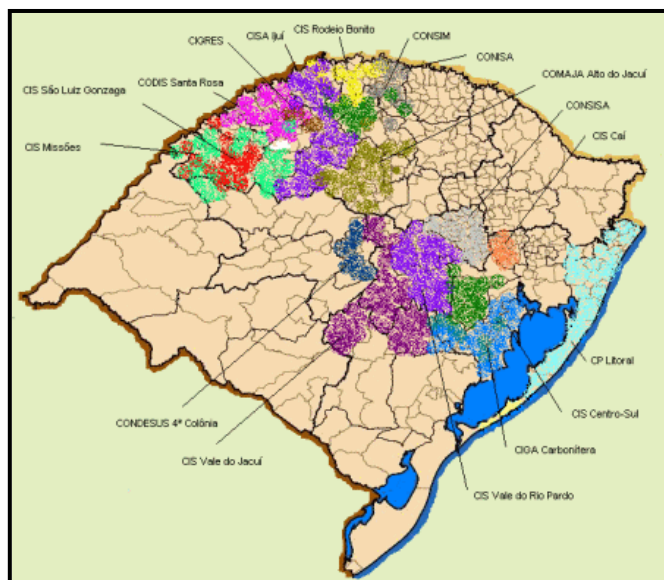 CIS Rodeio Bonito
CISA Ijuí
CONSIM
CIGRES
CONISA
CODIS Santa Rosa
COMAJA Alto do Jacuí
CIS São Luiz Gonzaga
CONSISA
CIS Caí
CIS Missões
CP Litoral
CONDESUS 4ª Colônia
CIS Centro-Sul
CIGA Carbonífera
CIS Vale do Jacuí
CIS Vale do Rio Pardo